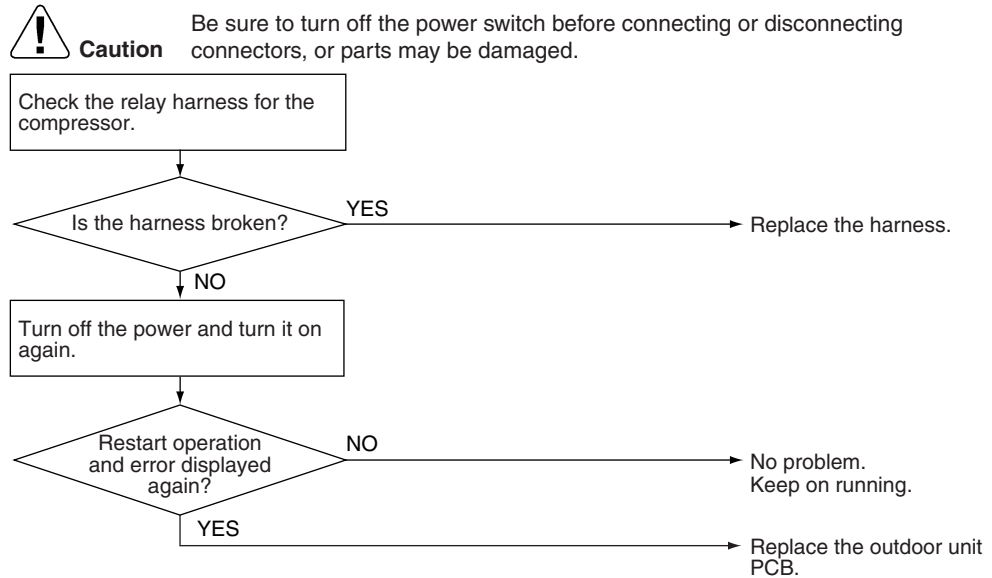 Be sure to turn off the power switch before connecting or disconnecting
Caution connectors, or parts may be damaged.
Check the relay harness for the
compressor.
Is the harness broken?
YES
Replace the harness.
NO
Turn off the power and turn it on
again.
Restart operation
and error displayed
again?
NO
No problem.
Keep on running.
YES
Replace the outdoor unit
PCB.